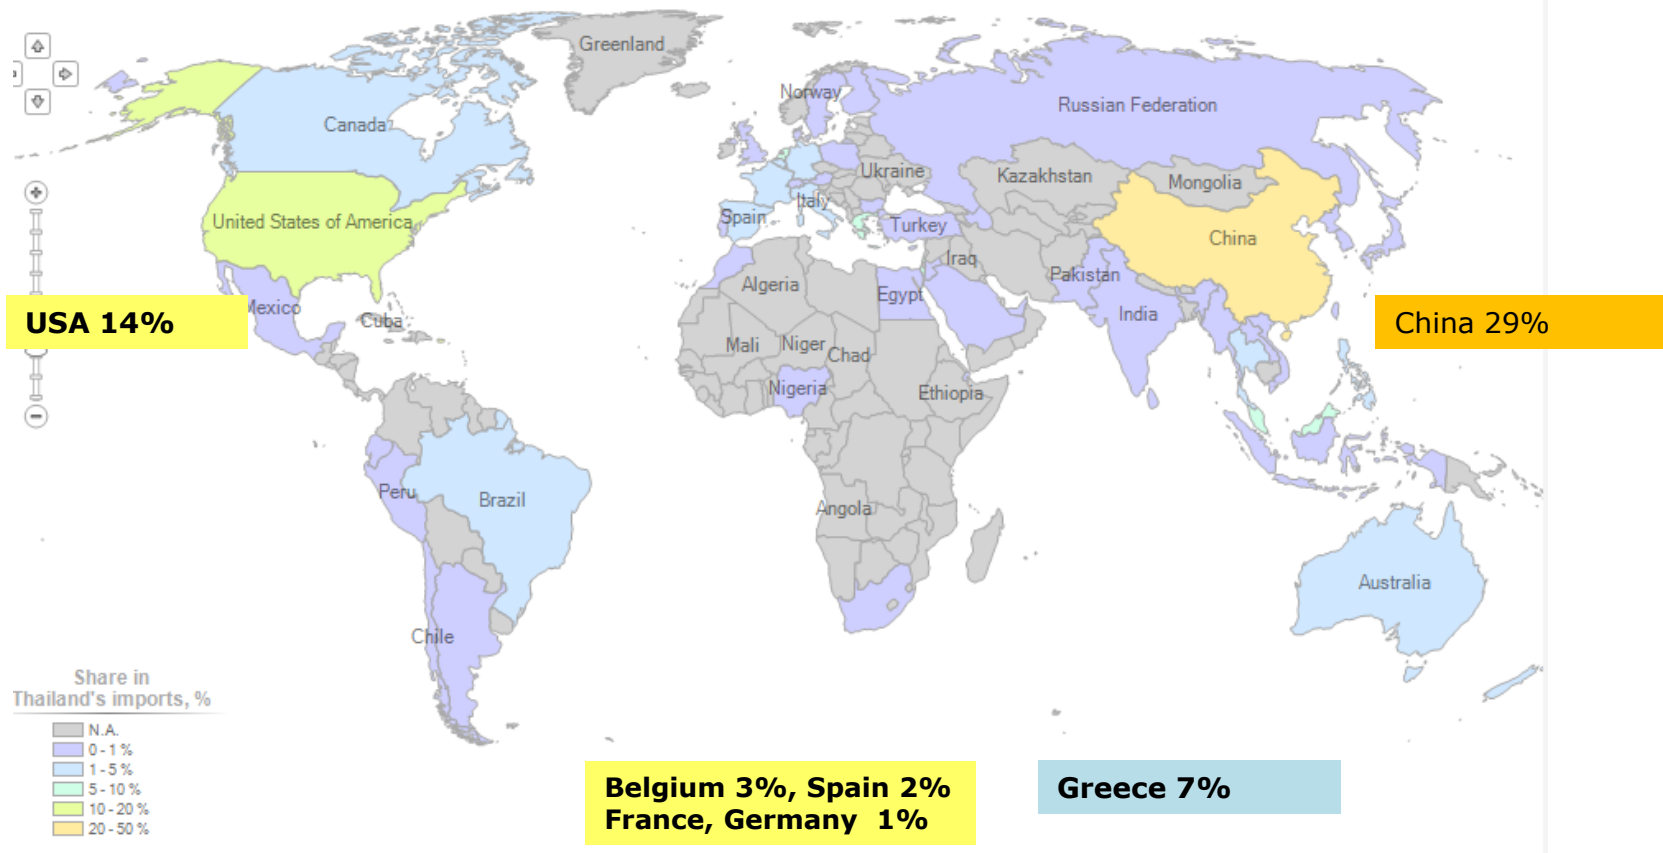 Greenland
Norway
Russian Federation
Canada
Ukraine
Kazakhstan
Mongolia
Italy
Spain
United States of America
Turkey
China
Iraq
Pakistan
Algeria
Egypt
India
Mexico
Cuba
USA 14%
China 29%
Mali
Niger
Chad
Nigeria
Ethiopia
Peru
Brazil
Angola
Australia
Chile
Share in
Thailand's imports, %
N.A.
0 - 1 %
1 - 5 %
5 - 10 %
10 - 20 %
20 - 50 %
Belgium 3%, Spain 2%
France, Germany 1%
Greece 7%